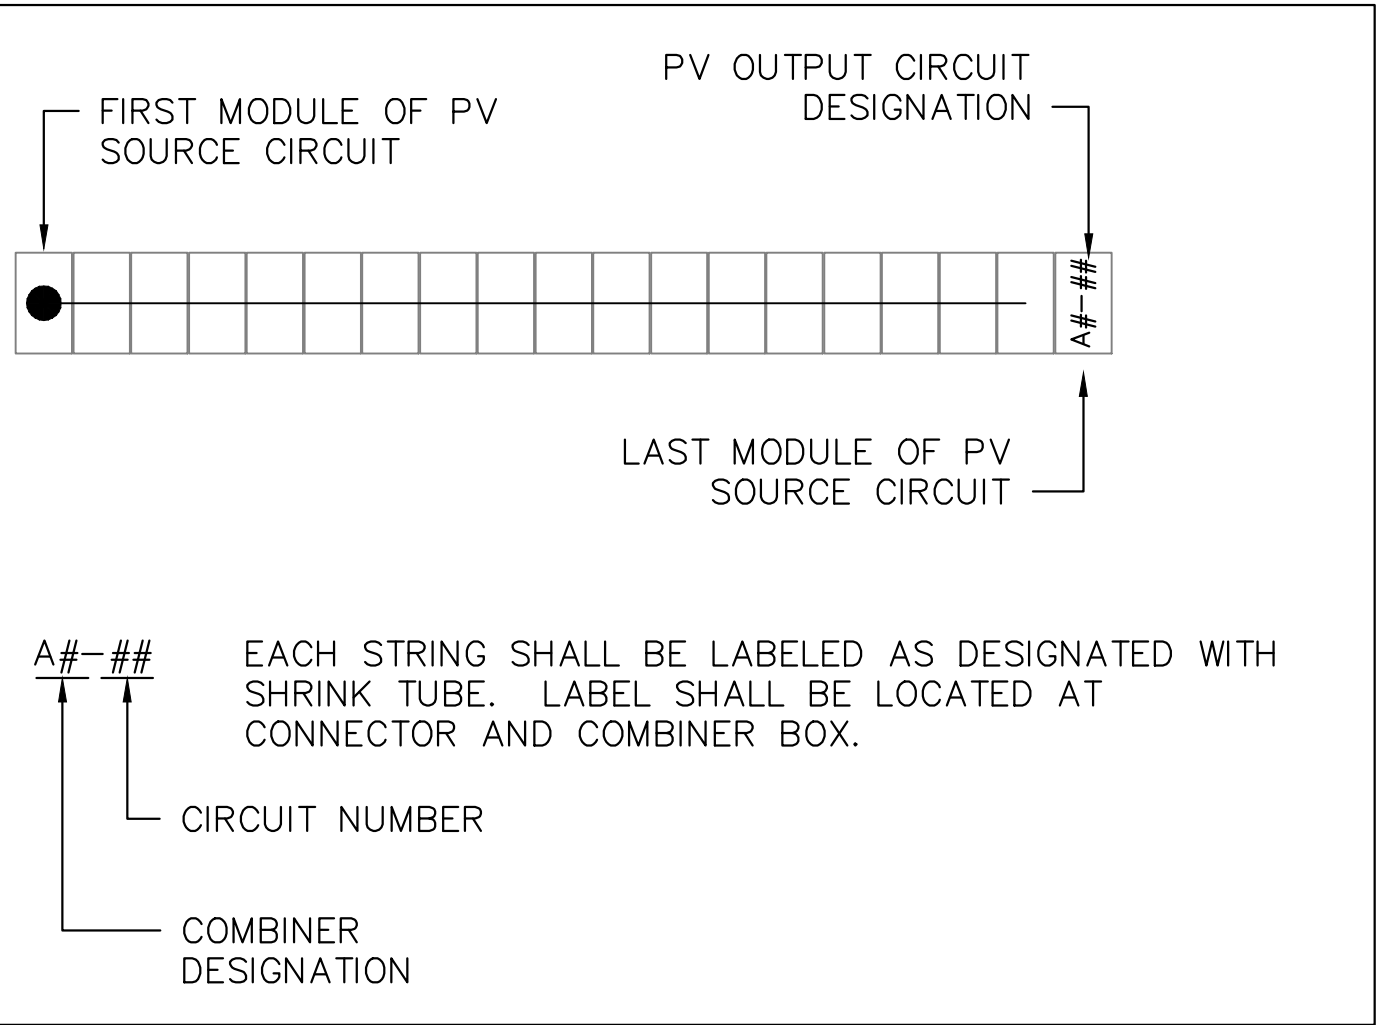 PV OUTPUT CIRCUIT
DESIGNATION
FIRST MODULE OF PV
SOURCE CIRCUIT
A#-##
LAST MODULE OF PV
SOURCE CIRCUIT
A#-##
EACH STRING SHALL BE LABELED AS DESIGNATED WITH
SHRINK TUBE. LABEL SHALL BE LOCATED AT
CONNECTOR AND COMBINER BOX.
CIRCUIT NUMBER
COMBINER
DESIGNATION